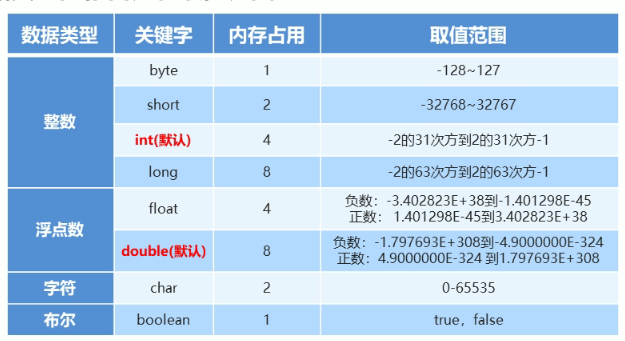 数据类型 关键字 内存占用 取值范围
整数 byte 1 -128~127
short 2 -32768~32767
int(默认) 4 -2的31次方到2的31次方-1
long 8 -2的63次方到2的63次方-1
浮点数 float 4 负数：-3.402823E+38到-1.401298E-45
正数： 1.401298E-45到3.402823E+38
double(默认) 8 负数：-1.797693E+308到-4.9000000E-324
正数：4.9000000E-324 到1.797693E+308
字符 char 2 0-65535
布尔 boolean 1 true，false